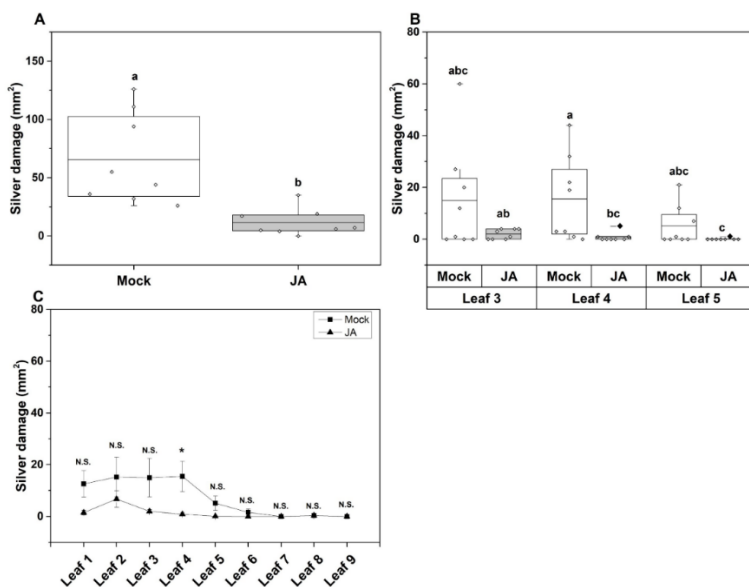 A
Silver damage (mm²)
150
100
50
0
a
b
Mock
JA
B
Silver damage (mm²)
80
60
40
20
0
abc
ab
a
bc
abc
c
Mock JA Mock JA Mock JA
Leaf 3 Leaf 4 Leaf 5
C
Silver damage (mm²)
80
60
40
20
0
Mock
JA
N.S. N.S. N.S. * N.S. N.S. N.S. N.S. N.S.
Leaf 1 Leaf 2 Leaf 3 Leaf 4 Leaf 5 Leaf 6 Leaf 7 Leaf 8 Leaf 9